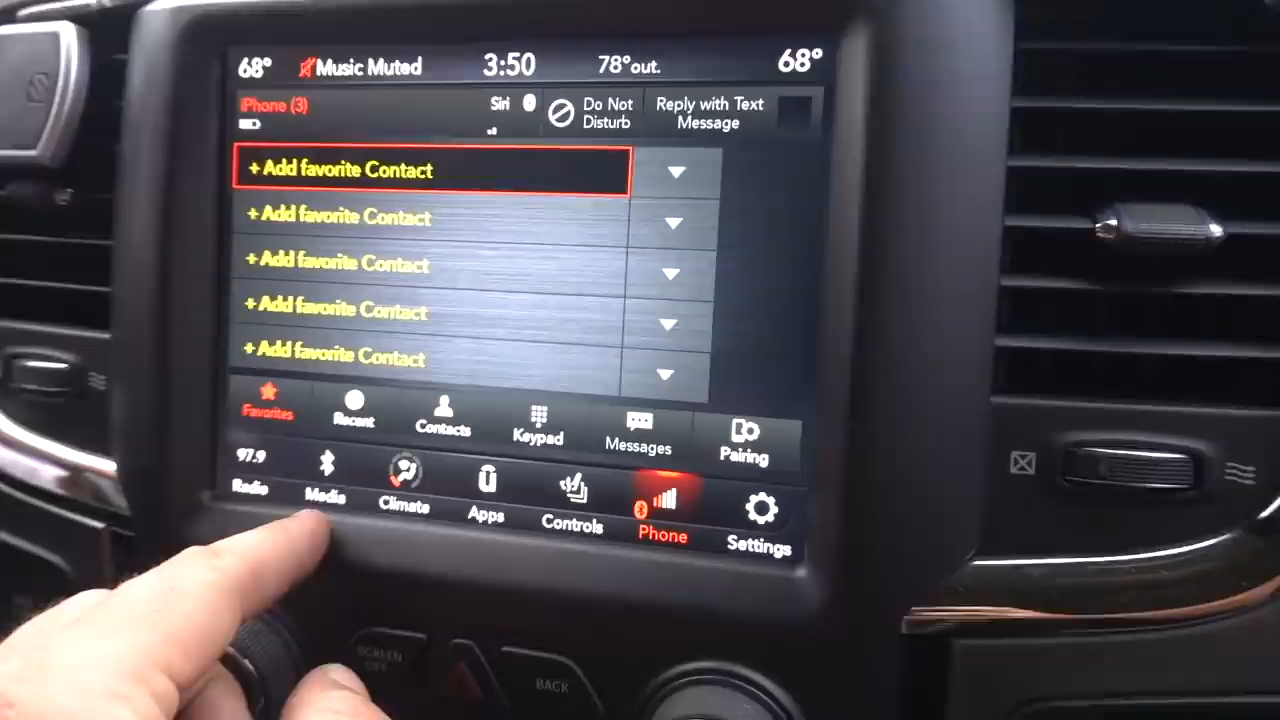 68° Music Muted 3:50 78°out. 68°
iPhone (3) Siri Do Not Disturb Reply with Text Message
+ Add favorite Contact
+ Add favorite Contact
+ Add favorite Contact
+ Add favorite Contact
+ Add favorite Contact
Favorites Recent Contacts Keypad Messages Pairing
97.9
Radio Media Climate Apps Controls Phone Settings
SCREEN
OFF
BACK